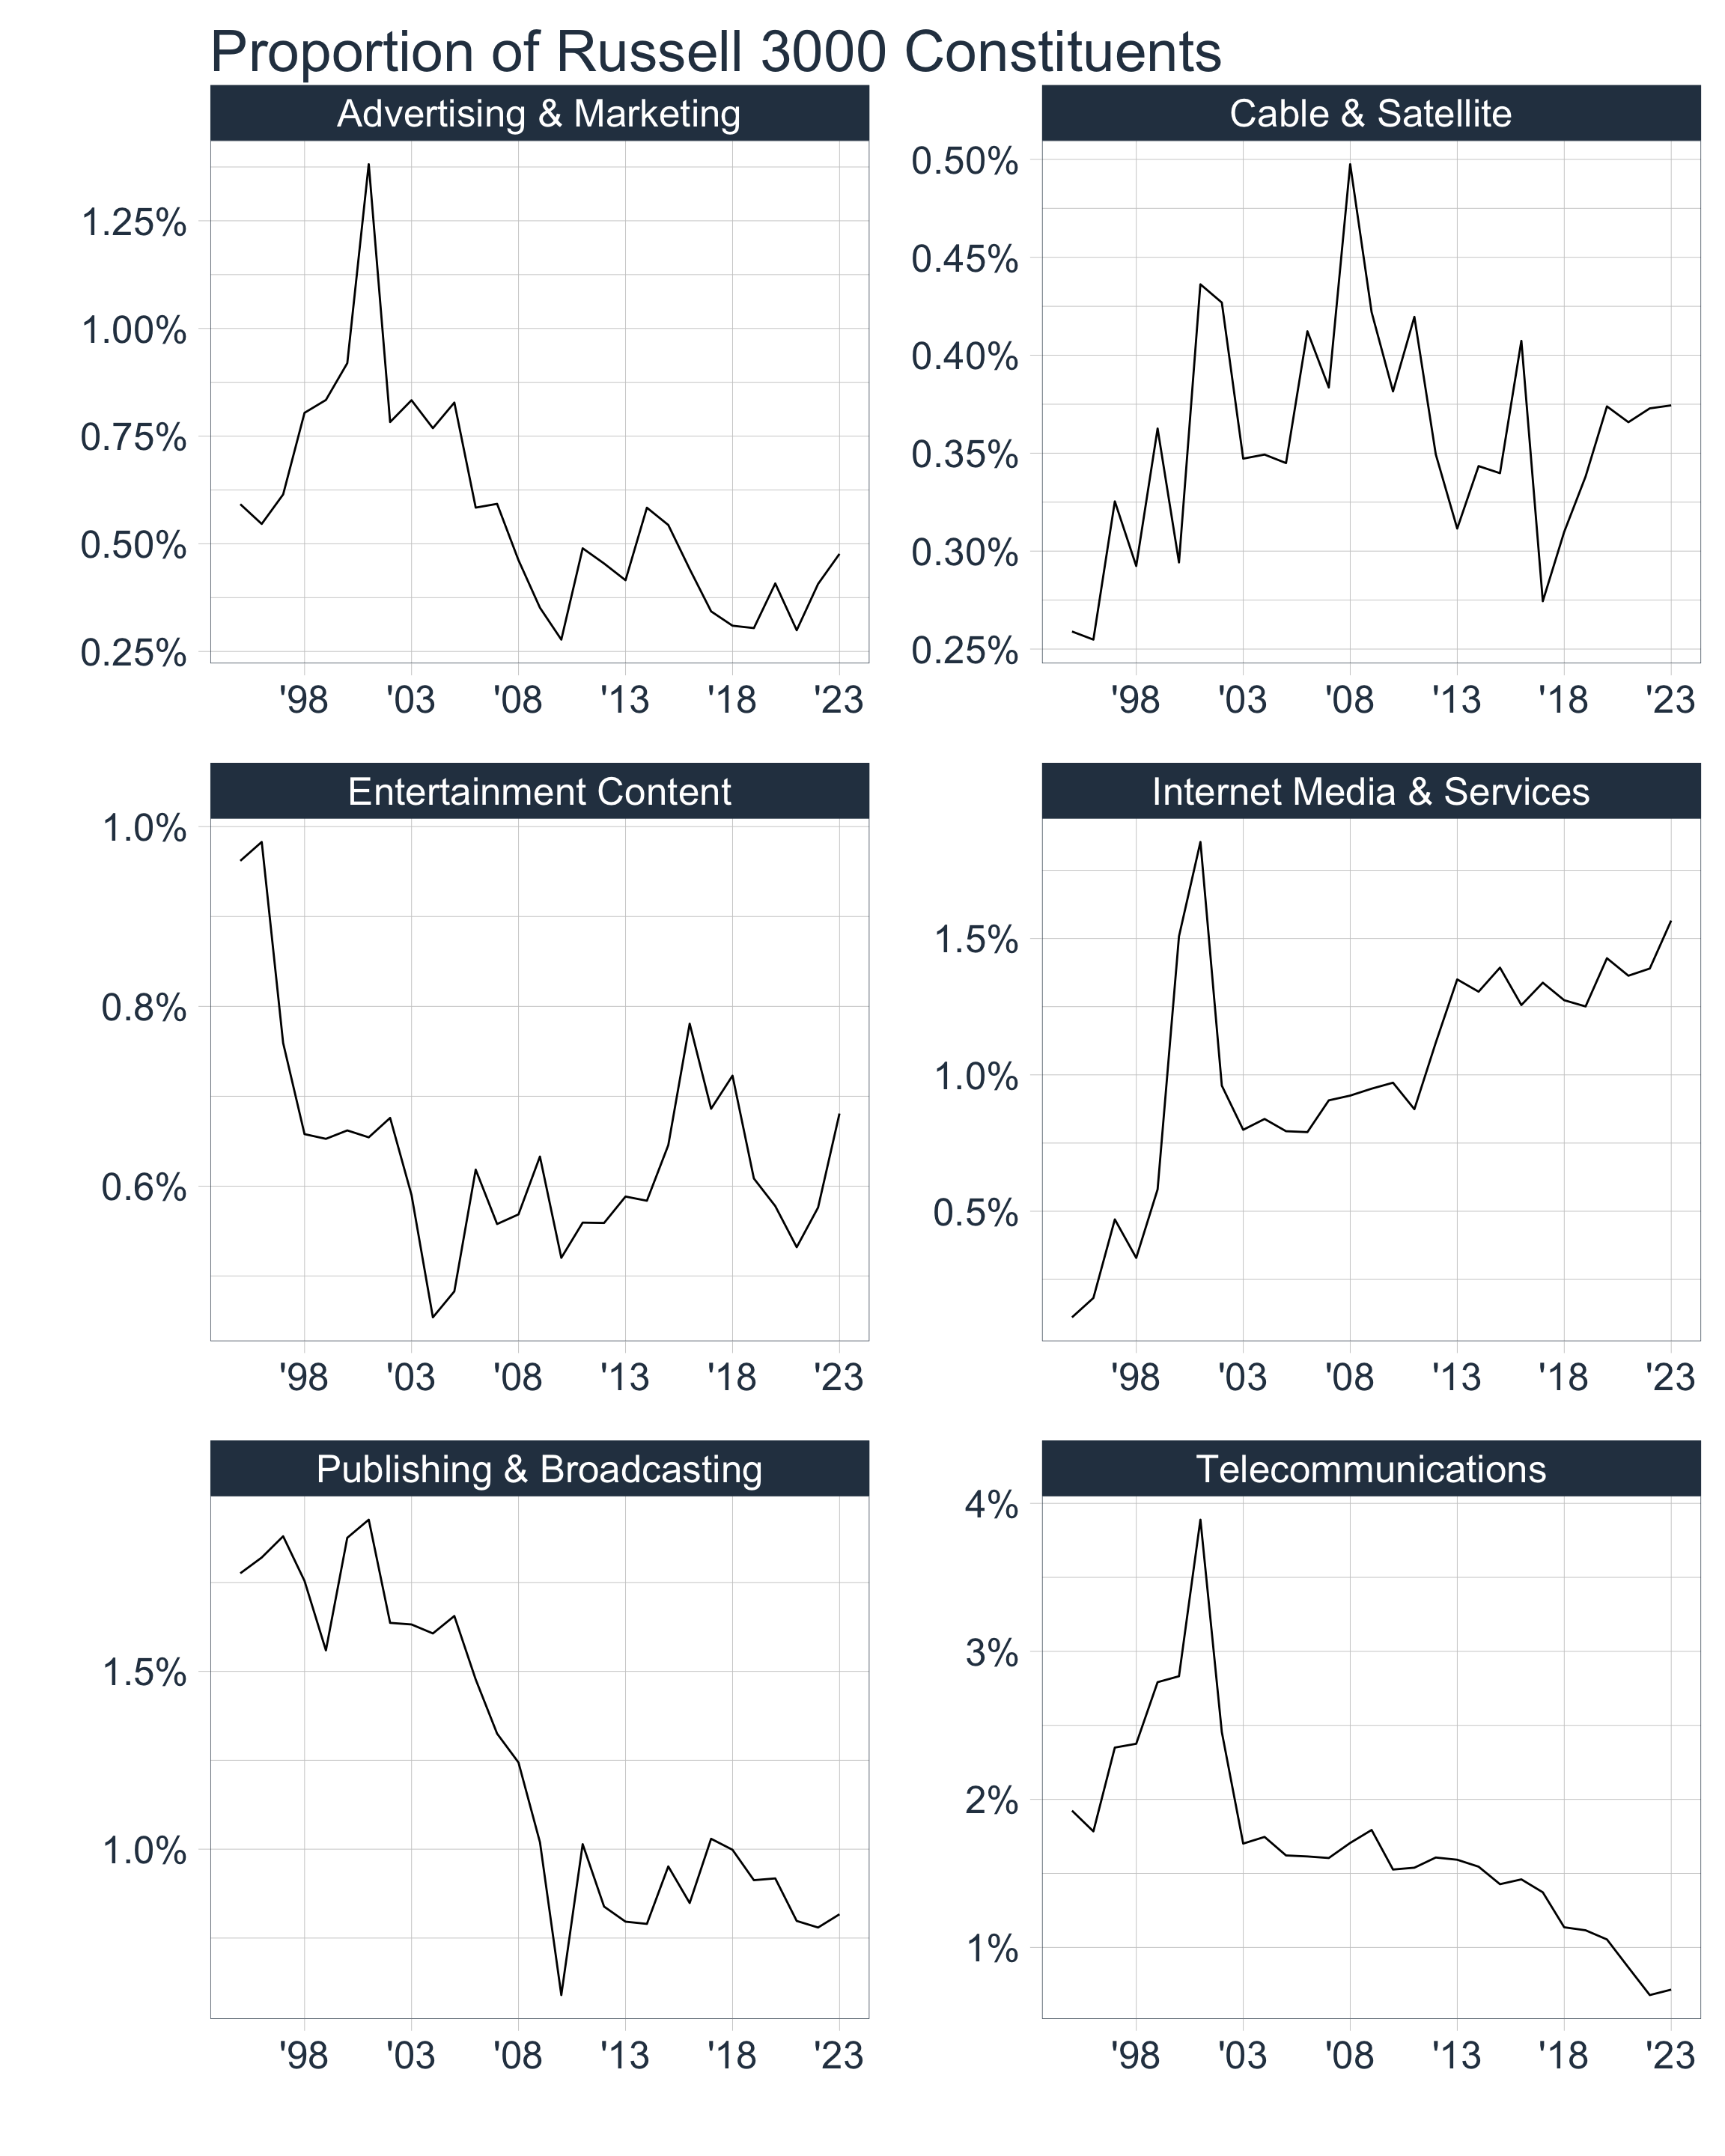 Proportion of Russell 3000 Constituents
Advertising & Marketing
1.25%
1.00%
0.75%
0.50%
0.25%
'98 '03 '08 '13 '18 '23
Cable & Satellite
0.50%
0.45%
0.40%
0.35%
0.30%
0.25%
'98 '03 '08 '13 '18 '23
Entertainment Content
1.0%
0.8%
0.6%
'98 '03 '08 '13 '18 '23
Internet Media & Services
1.5%
1.0%
0.5%
'98 '03 '08 '13 '18 '23
Publishing & Broadcasting
1.5%
1.0%
'98 '03 '08 '13 '18 '23
Telecommunications
4%
3%
2%
1%
'98 '03 '08 '13 '18 '23